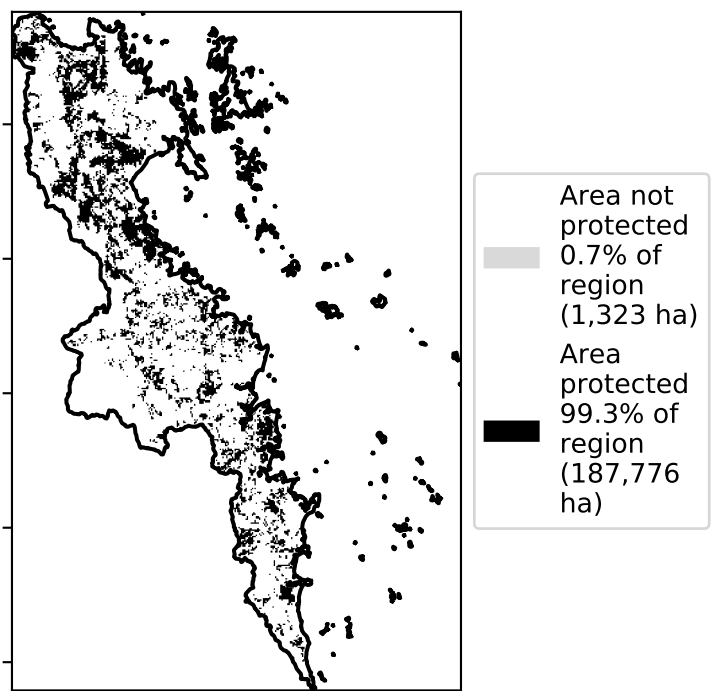 Area not
protected
0.7% of
region
(1,323 ha)
Area
protected
99.3% of
region
(187,776
ha)